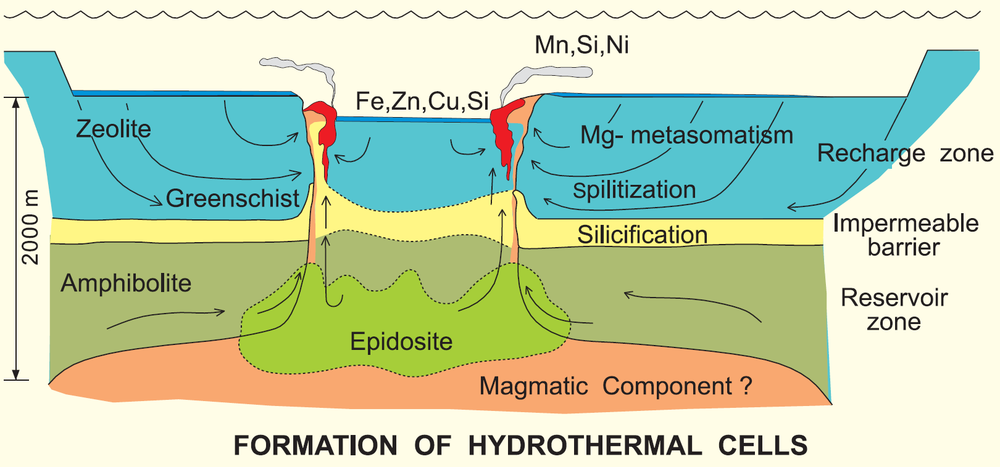 Mn,Si,Ni
Fe,Zn,Cu,Si
Zeolite
Mg- metasomatism
Recharge zone
Greenschist
Spilitization
2000 m
Silicification
Impermeable
barrier
Amphibolite
Reservoir
zone
Epidosite
Magmatic Component ?
FORMATION OF HYDROTHERMAL CELLS